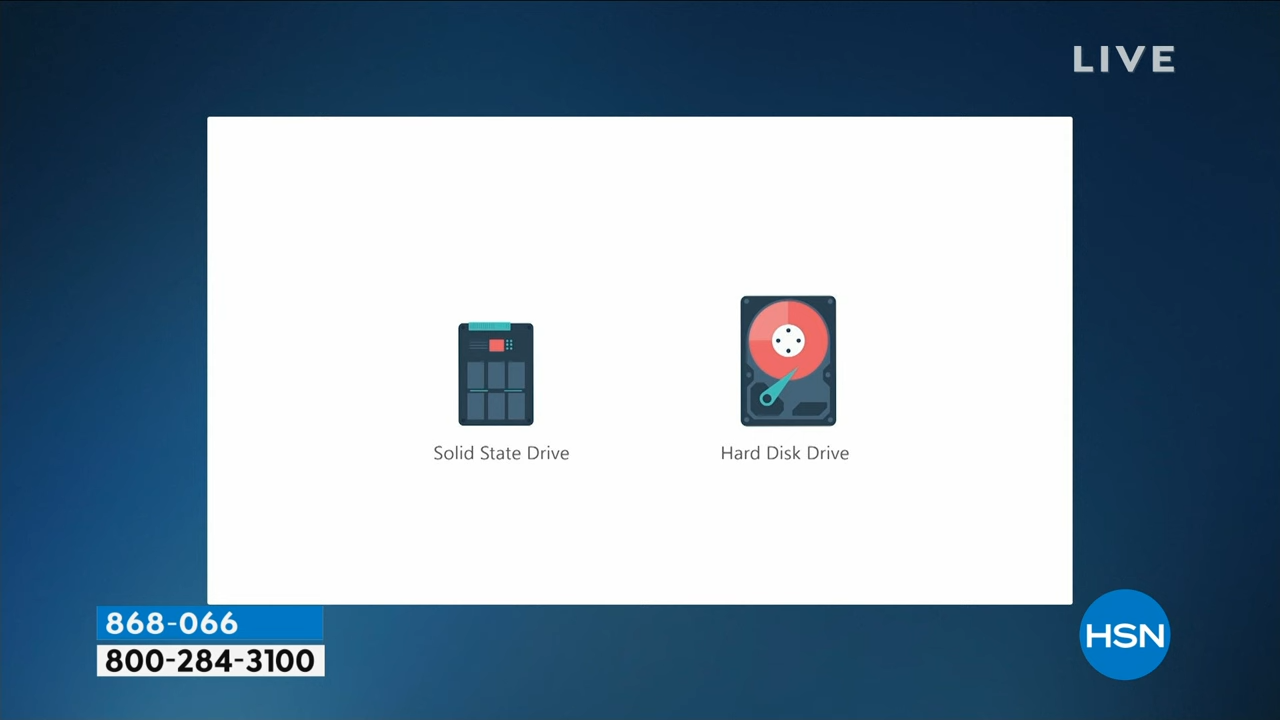 LIVE
Solid State Drive
Hard Disk Drive
868-066
800-284-3100
HSN